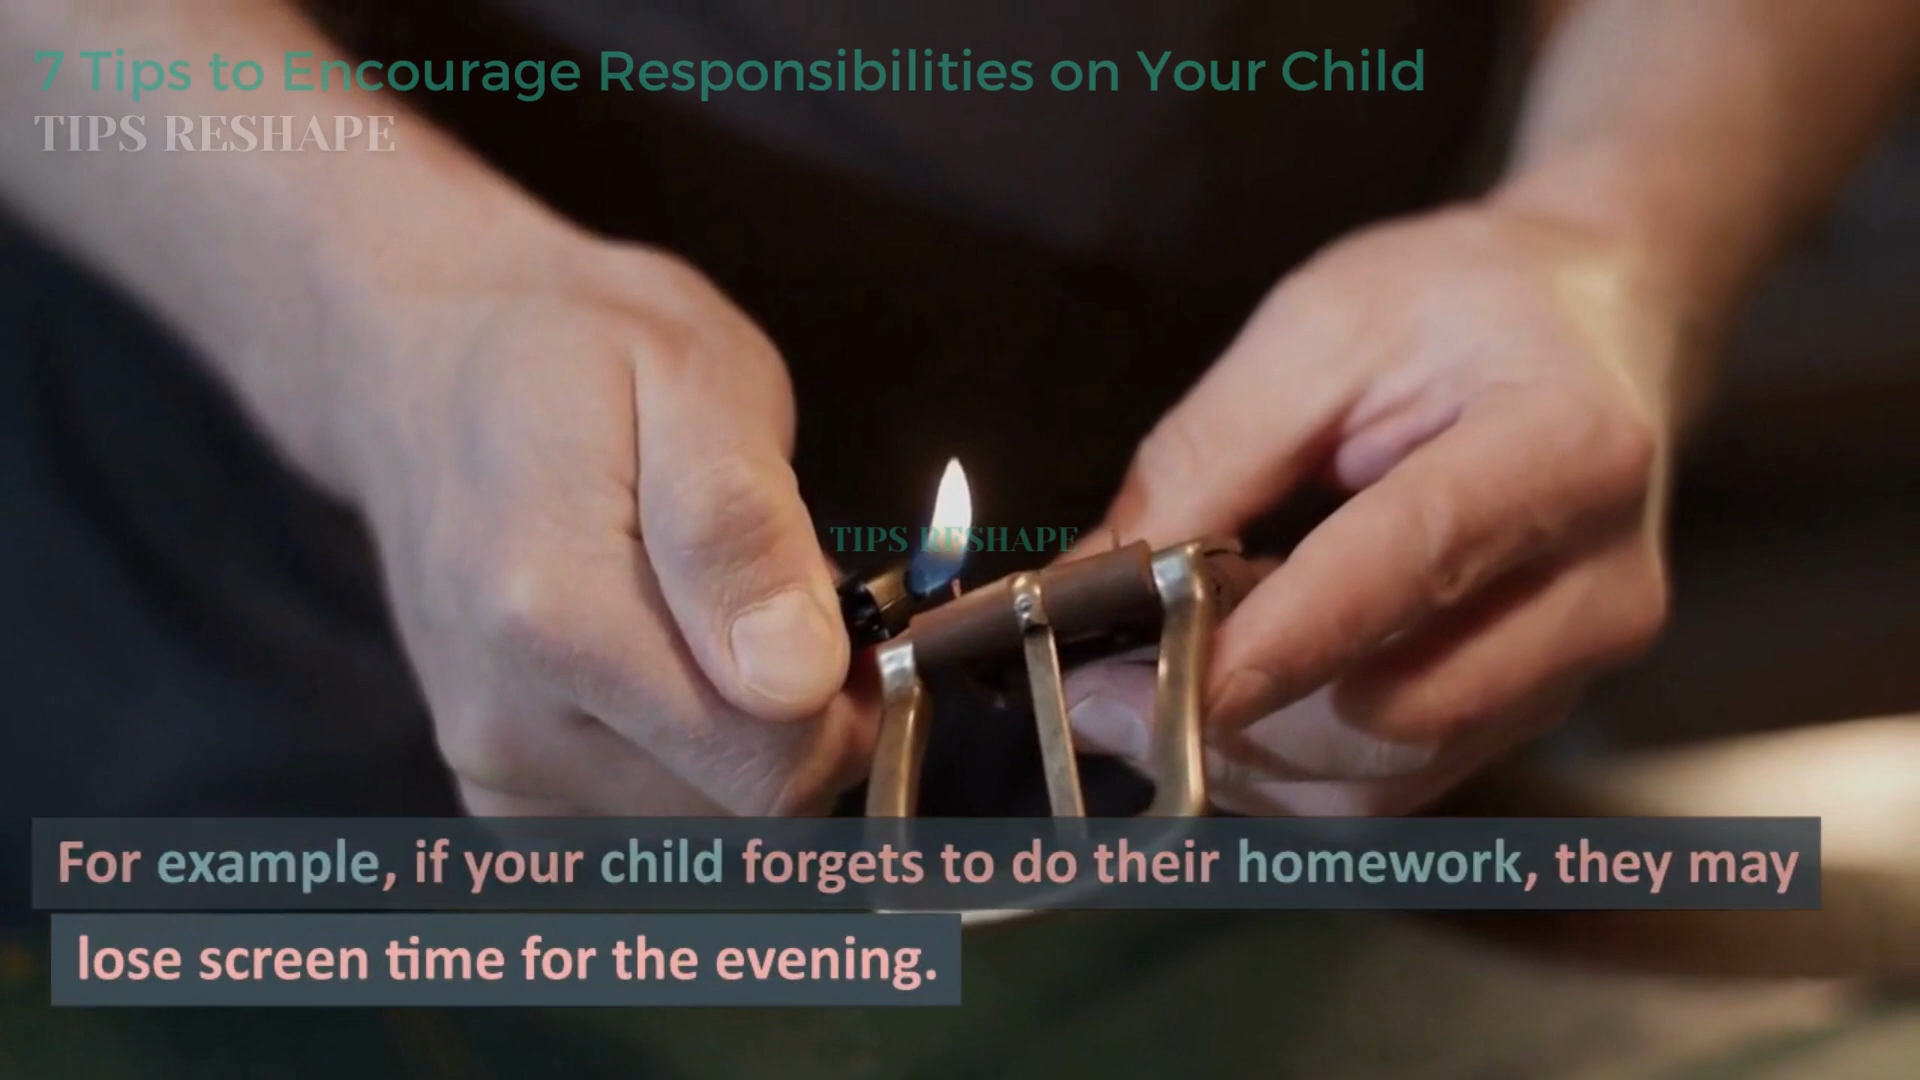 7 Tips to Encourage Responsibilities on Your Child
TIPS RESHAPE
TIPS RESHAPE
For example, if your child forgets to do their homework, they may
lose screen time for the evening.